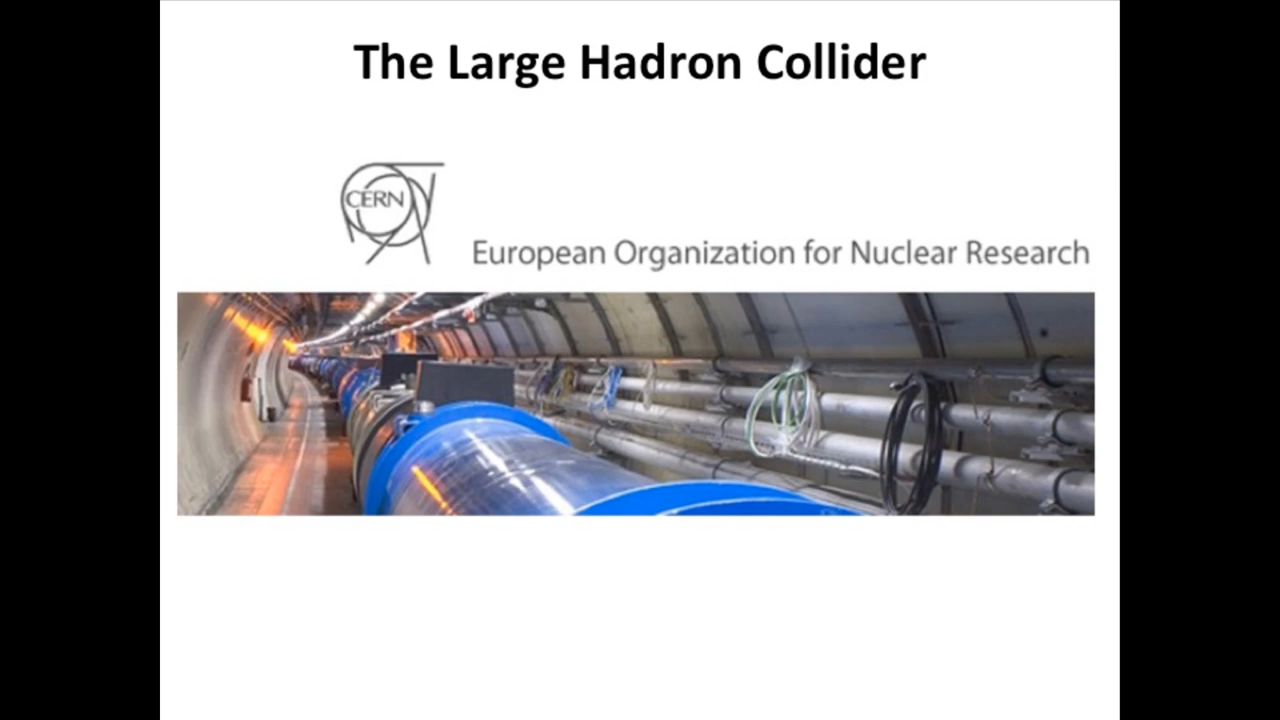 The Large Hadron Collider
CERN
European Organization for Nuclear Research